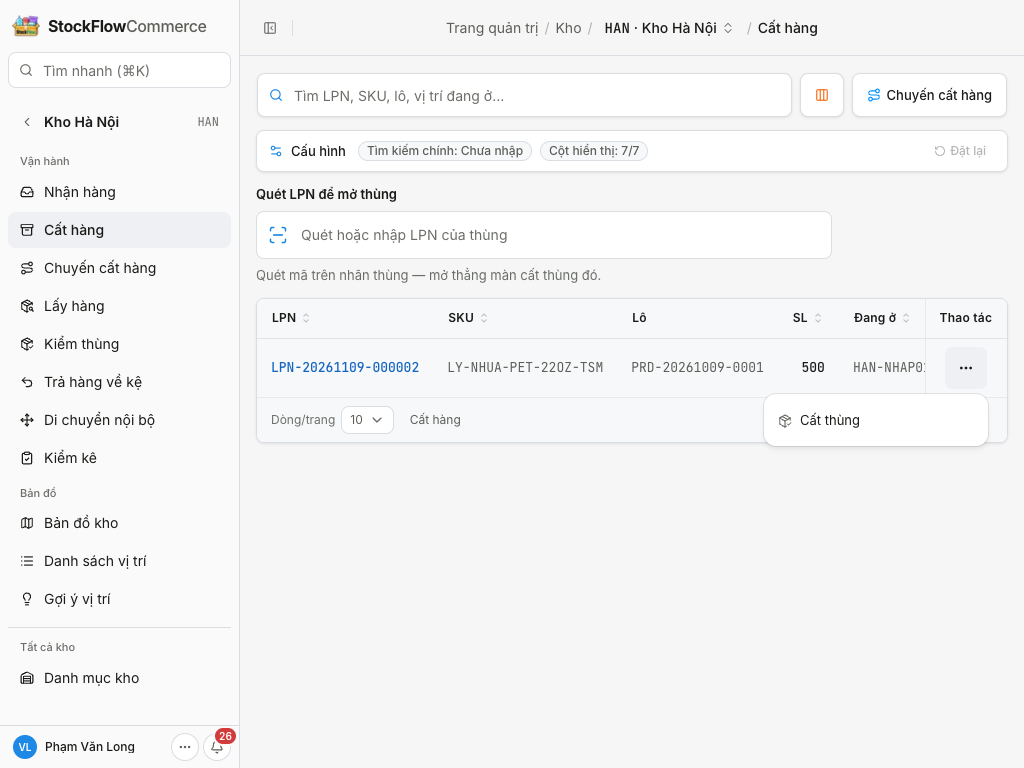 StockFlowCommerce
Tìm nhanh (⌘K)
Kho Hà Nội HAN
Vận hành
Nhận hàng
Cất hàng
Chuyến cất hàng
Lấy hàng
Kiểm thùng
Trả hàng về kệ
Di chuyển nội bộ
Kiểm kê
Bản đồ
Bản đồ kho
Danh sách vị trí
Gợi ý vị trí
Tất cả kho
Danh mục kho
VL Phạm Văn Long 26
Trang quản trị / Kho / HAN · Kho Hà Nội / Cất hàng
Tìm LPN, SKU, lô, vị trí đang ở...
Chuyến cất hàng
Cấu hình Tìm kiếm chính: Chưa nhập Cột hiển thị: 7/7 Đặt lại
Quét LPN để mở thùng
Quét hoặc nhập LPN của thùng
Quét mã trên nhãn thùng — mở thẳng màn cất thùng đó.
LPN SKU Lô SL Đang ở Thao tác
LPN-20261109-000002 LY-NHUA-PET-22OZ-TSM PRD-20261009-0001 500 HAN-NHAP01
Dòng/trang 10 Cất hàng
Cất thùng